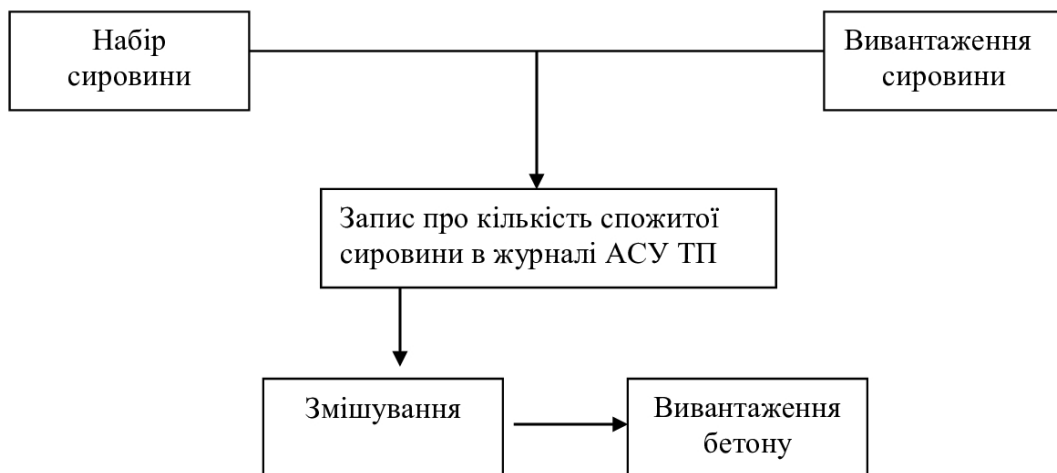 Набір
сировини
Вивантаження
сировини
Запис про кількість спожитої
сировини в журналі АСУ ТП
Змішування
Вивантаження
бетону